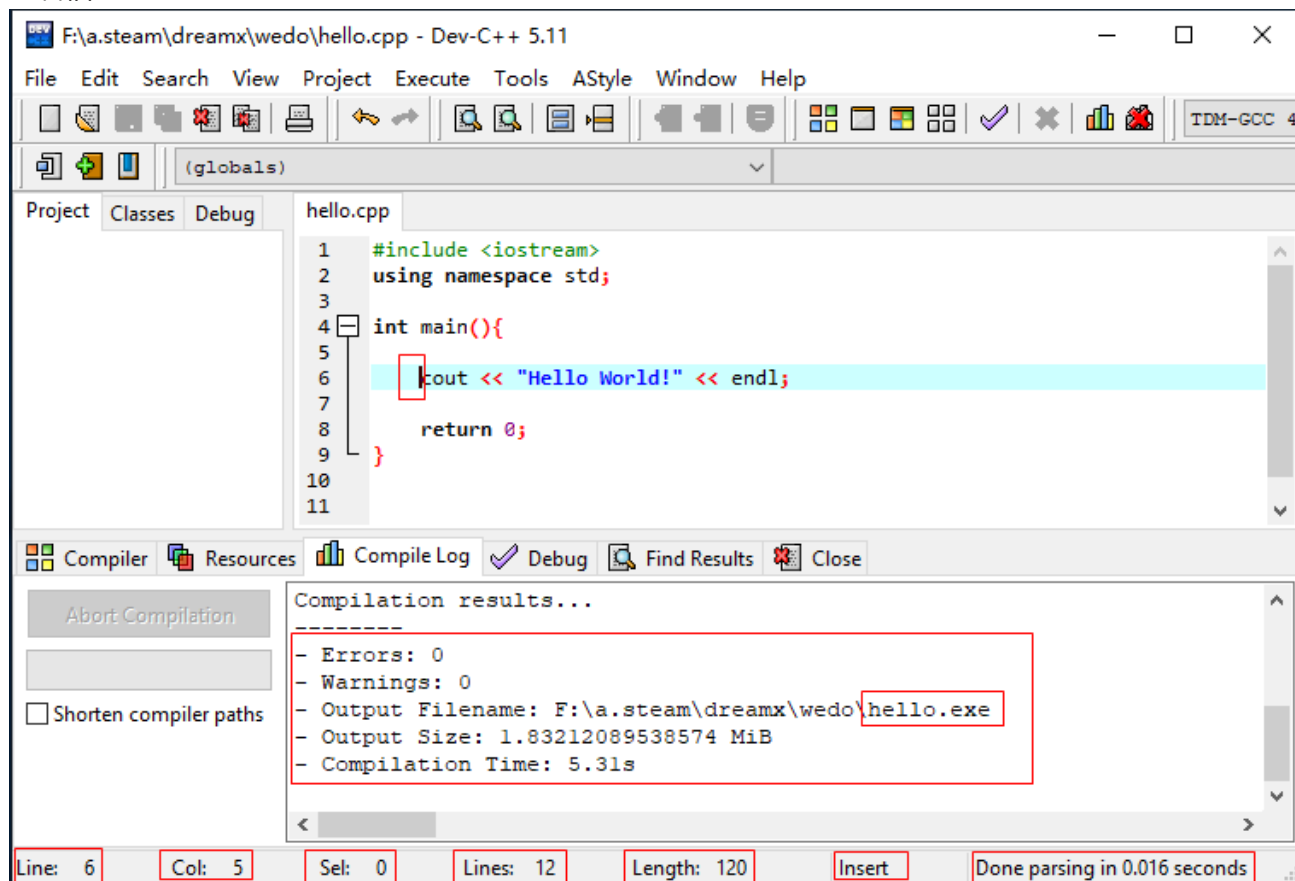 F:\a.steam\dreamx\wedo\hello.cpp - Dev-C++ 5.11
File Edit Search View Project Execute Tools AStyle Window Help
TDM-GCC 4
(globals)
Project Classes Debug
hello.cpp
1 #include <iostream>
2 using namespace std;
3
4 int main(){
5
6 cout << "Hello World!" << endl;
7
8 return 0;
9 }
10
11
Compiler Resources Compile Log Debug Find Results Close
Abort Compilation
Shorten compiler paths
Compilation results...
--------
- Errors: 0
- Warnings: 0
- Output Filename: F:\a.steam\dreamx\wedo\hello.exe
- Output Size: 1.83212089538574 MiB
- Compilation Time: 5.31s
Line: 6 Col: 5 Sel: 0 Lines: 12 Length: 120 Insert Done parsing in 0.016 seconds